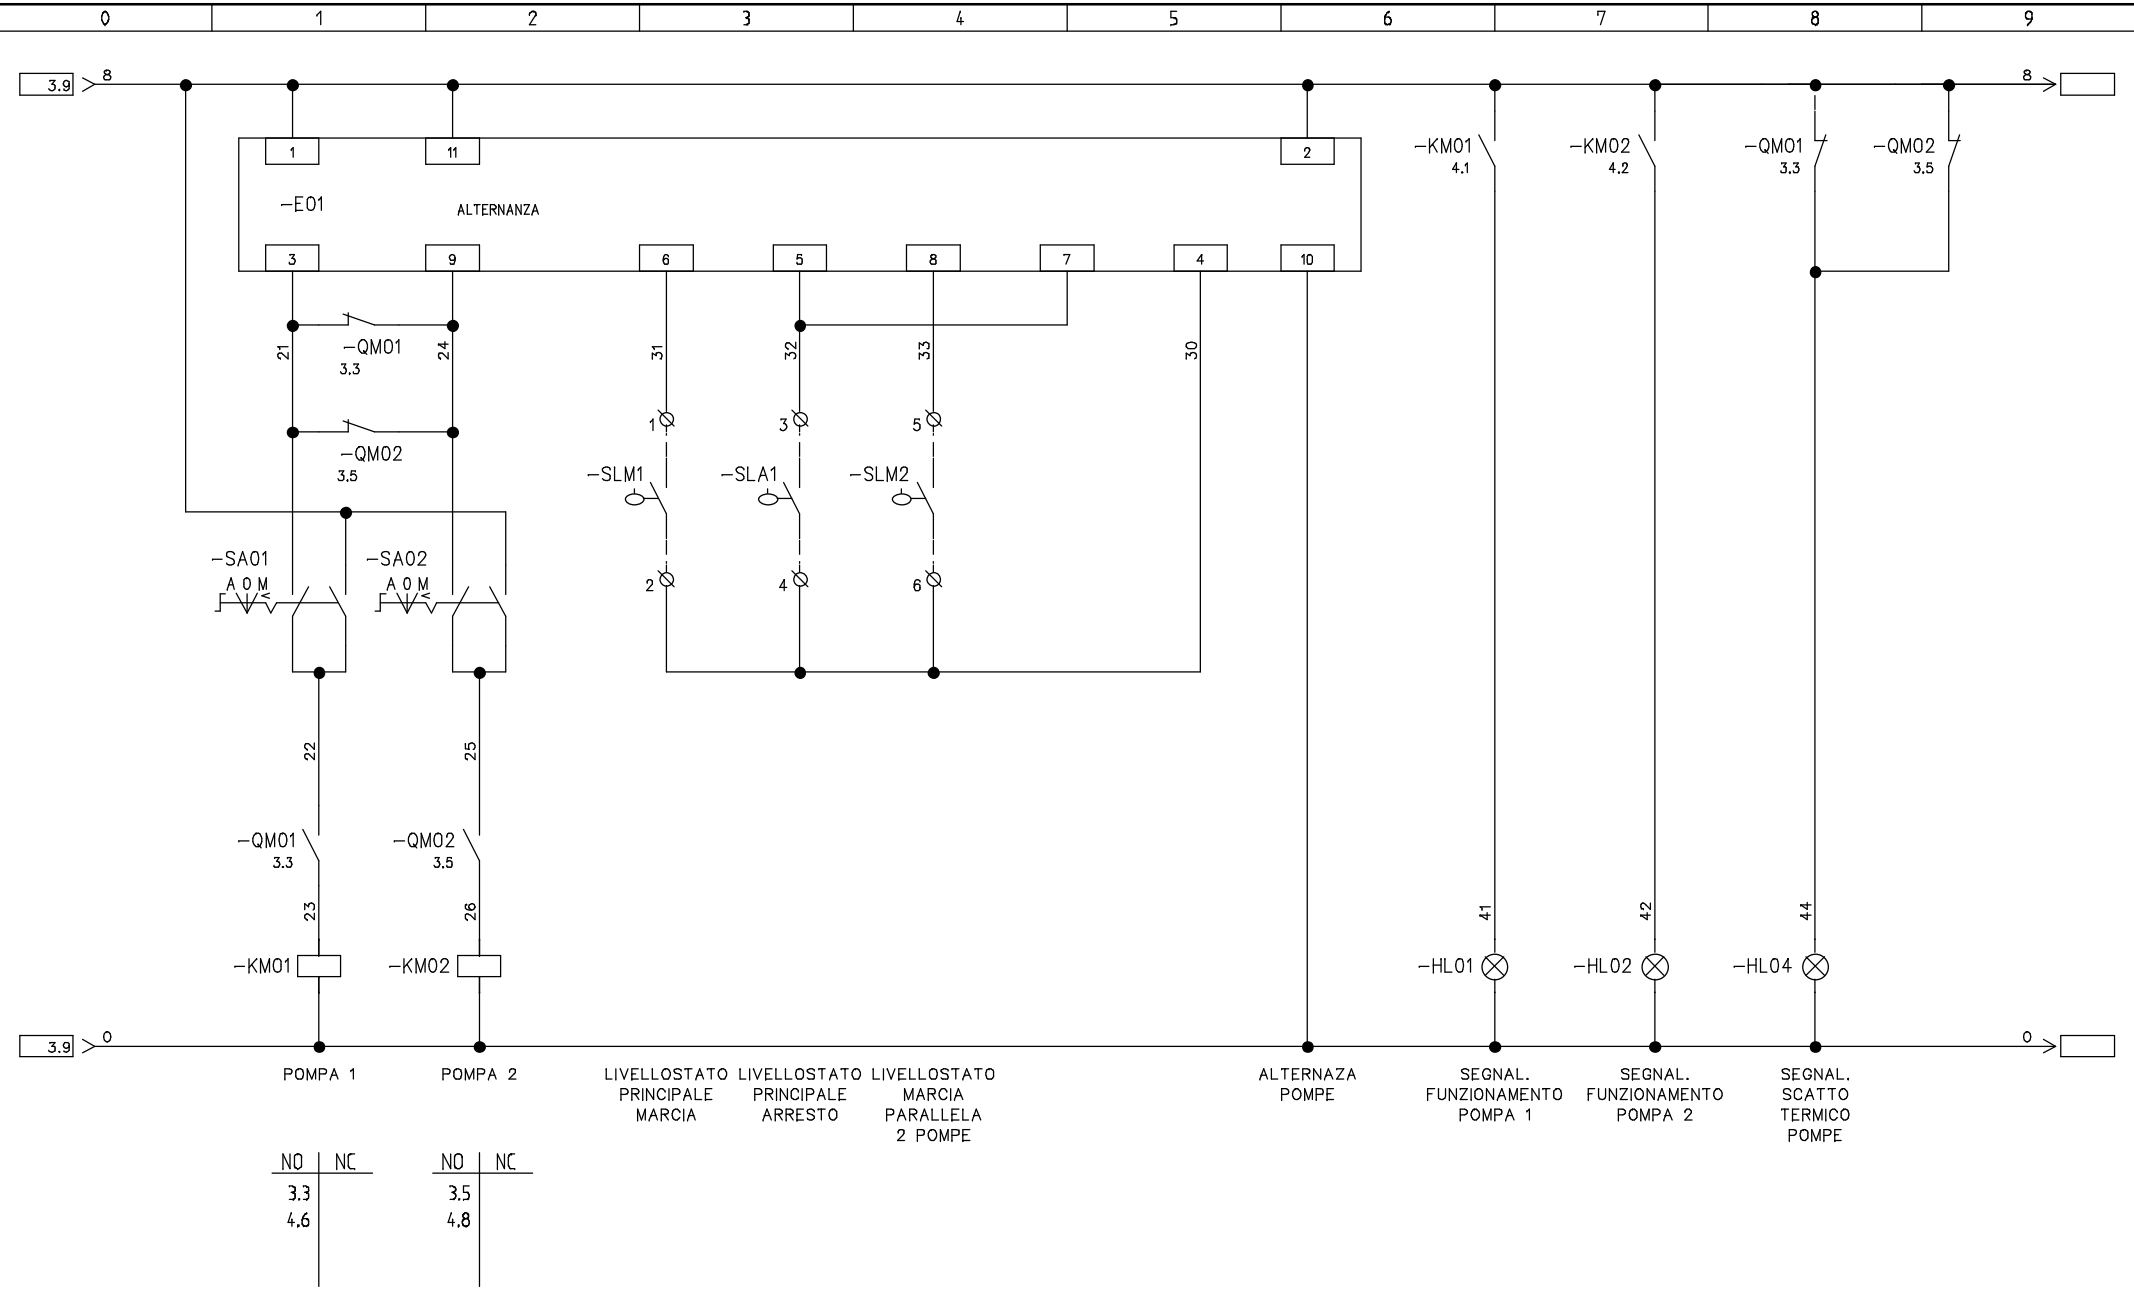 0 1 2 3 4 5 6 7 8 9
3.9 8 8
1 11 2
-KM01 -KM02 -QM01 -QM02
4.1 4.2 3.3 3.5
-E01 ALTERNANZA
3 9 6 5 8 7 4 10
21 -QM01 24 31 32 33 30
3.3
1 3 5
-QM02
3.5
-SLM1 -SLA1 -SLM2
-SA01 -SA02
A 0 M A 0 M
2 4 6
22 25
-QM01 -QM02
3.3 3.5
23 26 41 42 44
-KM01 -KM02 -HL01 -HL02 -HL04
3.9 0 0
POMPA 1
POMPA 2
LIVELLOSTATO
PRINCIPALE
MARCIA
LIVELLOSTATO
PRINCIPALE
ARRESTO
LIVELLOSTATO
MARCIA
PARALLELA
2 POMPE
ALTERNAZA
POMPE
SEGNAL.
FUNZIONAMENTO
POMPA 1
SEGNAL.
FUNZIONAMENTO
POMPA 2
SEGNAL.
SCATTO
TERMICO
POMPE
NO NC NO NC
3.3 3.5
4.6 4.8